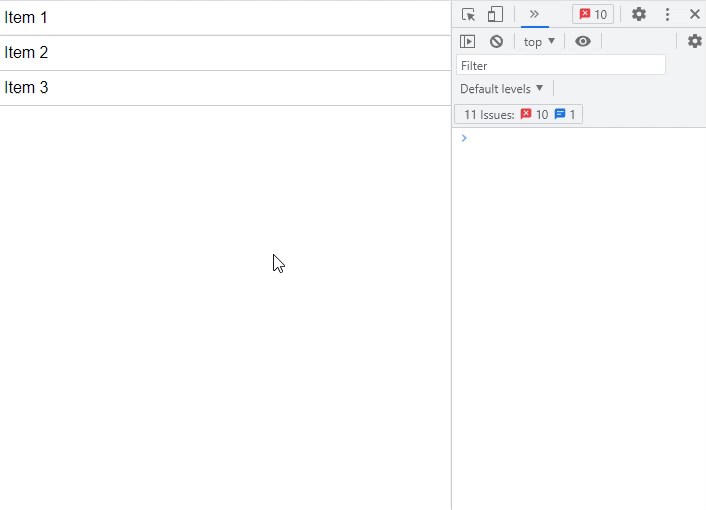 Item 1
Item 2
Item 3
10
top
Filter
Default levels
11 Issues: 10 1